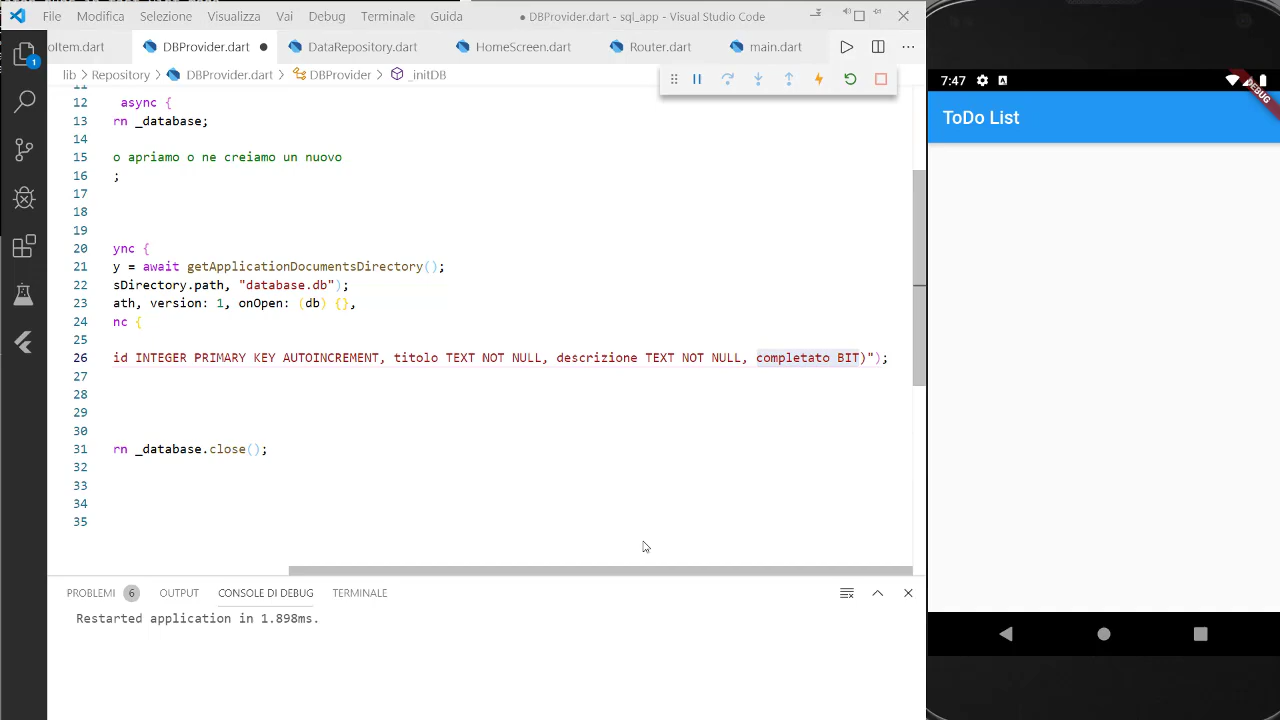 File Modifica Selezione Visualizza Vai Debug Terminale Guida ● DBProvider.dart - sql_app - Visual Studio Code
oItem.dart DBProvider.dart ● DataRepository.dart HomeScreen.dart Router.dart main.dart
lib > Repository > DBProvider.dart > DBProvider > _initDB
11
12 async {
13 rn _database;
14
15 o apriamo o ne creiamo un nuovo
16 ;
17
18
19
20 ync {
21 y = await getApplicationDocumentsDirectory();
22 sDirectory.path, "database.db");
23 ath, version: 1, onOpen: (db) {},
24 nc {
25
26 id INTEGER PRIMARY KEY AUTOINCREMENT, titolo TEXT NOT NULL, descrizione TEXT NOT NULL, completato BIT)");
27
28
29
30
31 rn _database.close();
32
33
34
35
1
PROBLEMI 6 OUTPUT CONSOLE DI DEBUG TERMINALE
Restarted application in 1.898ms.
7:47
DEBUG
ToDo List